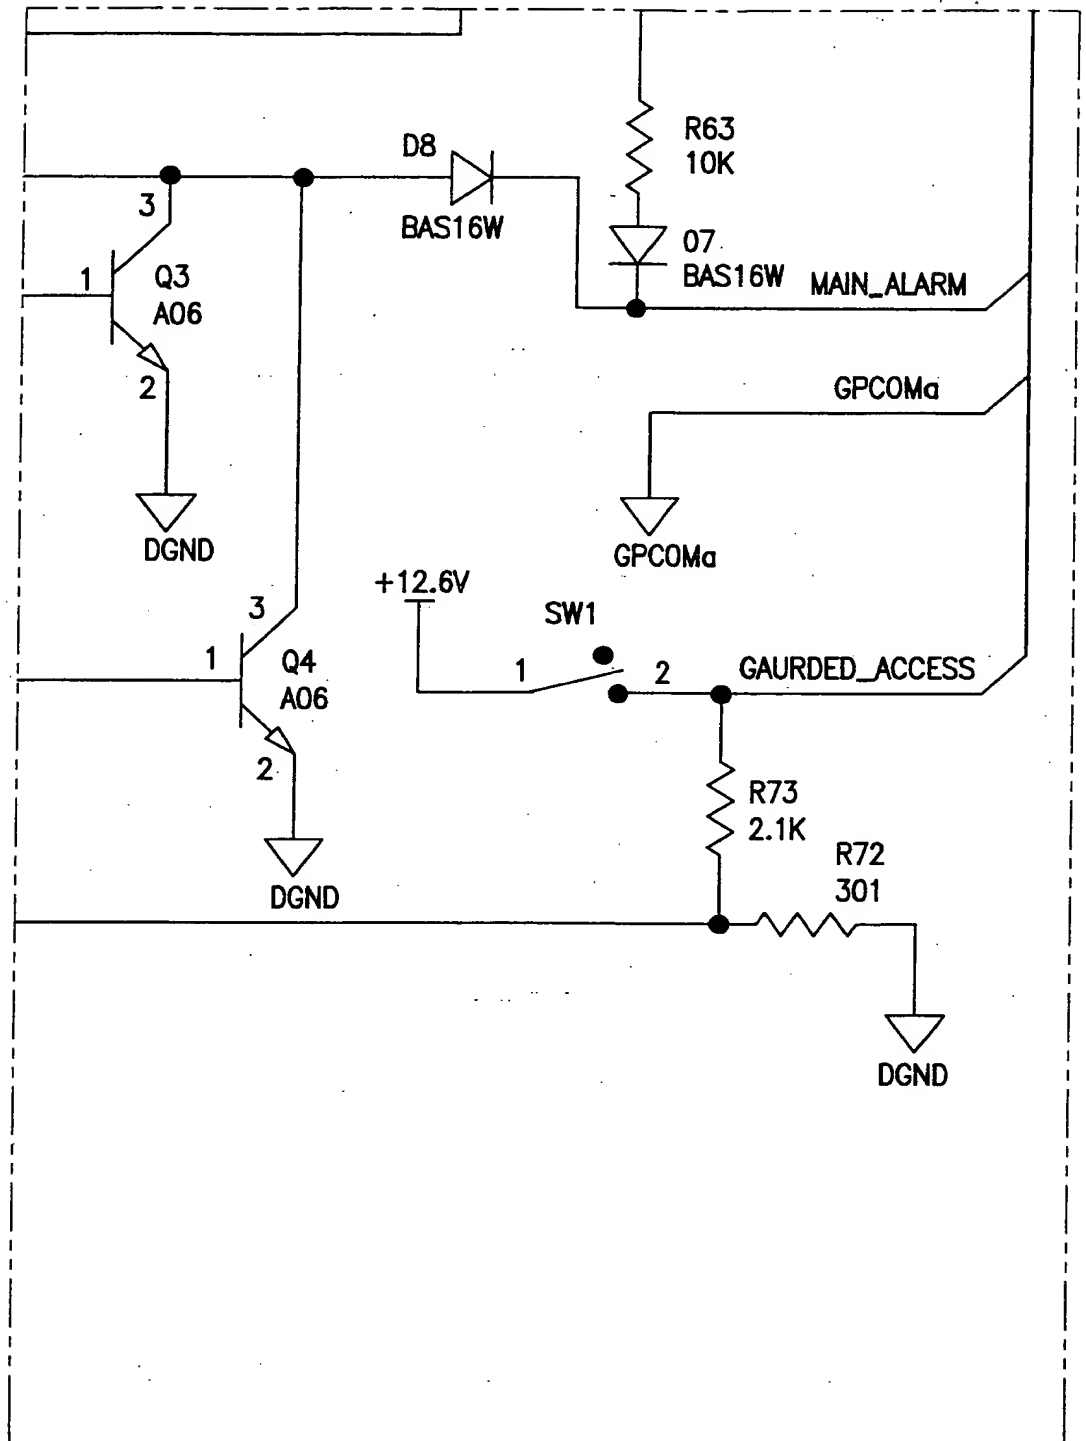 R63
10K
D8
BAS16W
3
07
BAS16W
1
Q3
A06
MAIN_ALARM
2
GPCOMa
DGND
GPCOMa
+12.6V
3
SW1
1
Q4
A06
1
2
GAURDED_ACCESS
2
R73
2.1K
R72
301
DGND
DGND